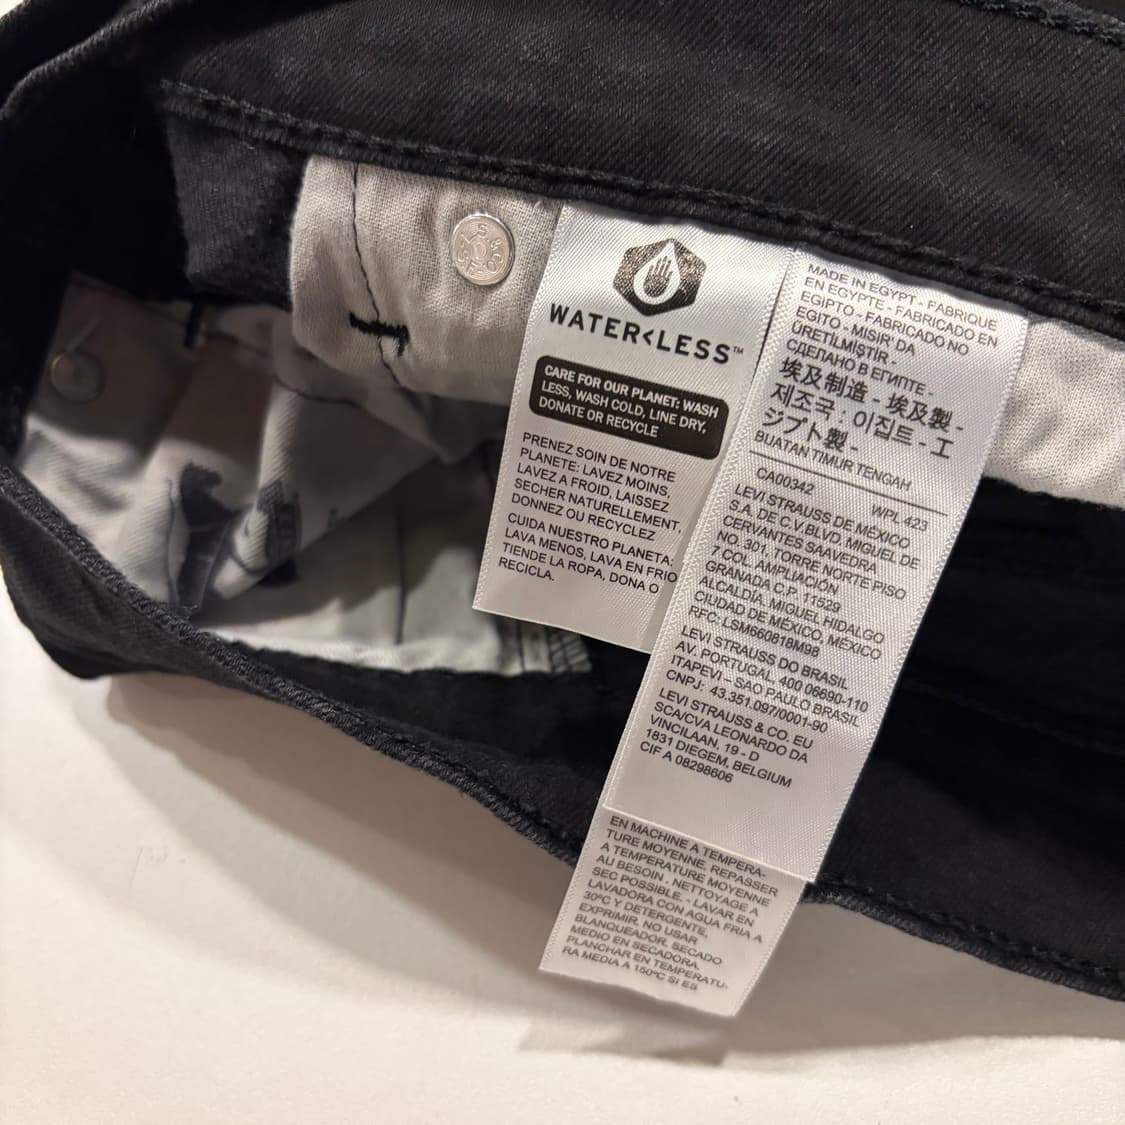 WATER<LESS™
CARE FOR OUR PLANET: WASH
LESS, WASH COLD, LINE DRY,
DONATE OR RECYCLE
PRENEZ SOIN DE NOTRE
PLANETE: LAVEZ MOINS,
LAVEZ A FROID, LAISSEZ
SECHER NATURELLEMENT,
DONNEZ OU RECYCLEZ
CUIDA NUESTRO PLANETA:
LAVA MENOS, LAVA EN FRIO
TIENDE LA ROPA, DONA O
RECICLA.
MADE IN EGYPT - FABRIQUE
EN EGYPTE - FABRICADO EN
EGIPTO - FABRICADO NO
EGITO - MISIR' DA
ÜRETİLMİŞTİR -
СДЕЛАНО В ЕГИПТЕ -
埃及制造 - 埃及製 -
제조국 : 이집트 - エ
ジプト製 -
BUATAN TIMUR TENGAH
CA00342 WPL 423
LEVI STRAUSS DE MÉXICO,
S.A. DE C.V. BLVD. MIGUEL DE
CERVANTES SAAVEDRA
NO. 301, TORRE NORTE PISO
7 COL. AMPLIACIÓN
GRANADA C.P. 11529
ALCALDÍA, MIGUEL HIDALGO
CIUDAD DE MÉXICO, MÉXICO
RFC: LSM660818M98
LEVI STRAUSS DO BRASIL
AV. PORTUGAL, 400 06690-110
ITAPEVI – SAO PAULO BRASIL
CNPJ: 43.351.097/0001-90
LEVI STRAUSS & CO. EU
SCA/CVA LEONARDO DA
VINCILAAN, 19 - D
1831 DIEGEM, BELGIUM
CIF A 08298606
EN MACHINE A TEMPERA-
TURE MOYENNE. REPASSER
A TEMPERATURE MOYENNE
AU BESOIN . NETTOYAGE A
SEC POSSIBLE. - LAVAR EN
LAVADORA CON AGUA FRIA A
30ºC Y DETERGENTE,
EXPRIMIR. NO USAR
BLANQUEADOR. SECADO
MEDIO EN SECADORA.
PLANCHAR EN TEMPERATU-
RA MEDIA A 150ºC SI ES